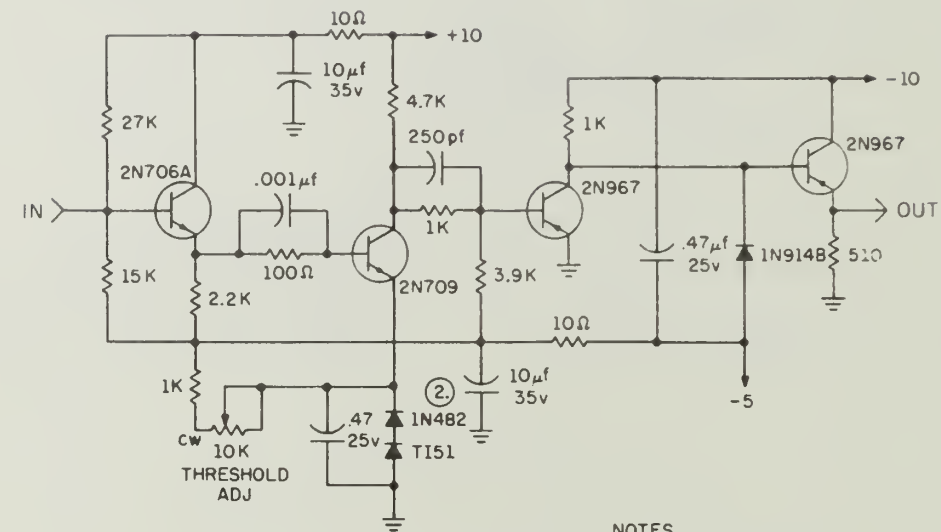 10Ω
+10
10µf
35v
4.7K
-10
27K
250pf
1K
2N967
2N706A
.001µf
2N967
IN
1K
OUT
.47µf
25v
1N914B
510
100Ω
15K
2N709
3.9K
2.2K
10Ω
1K
2.
10µf
35v
-5
.47
25v
1N482
CW
10K
TI51
THRESHOLD
ADJ
NOTES